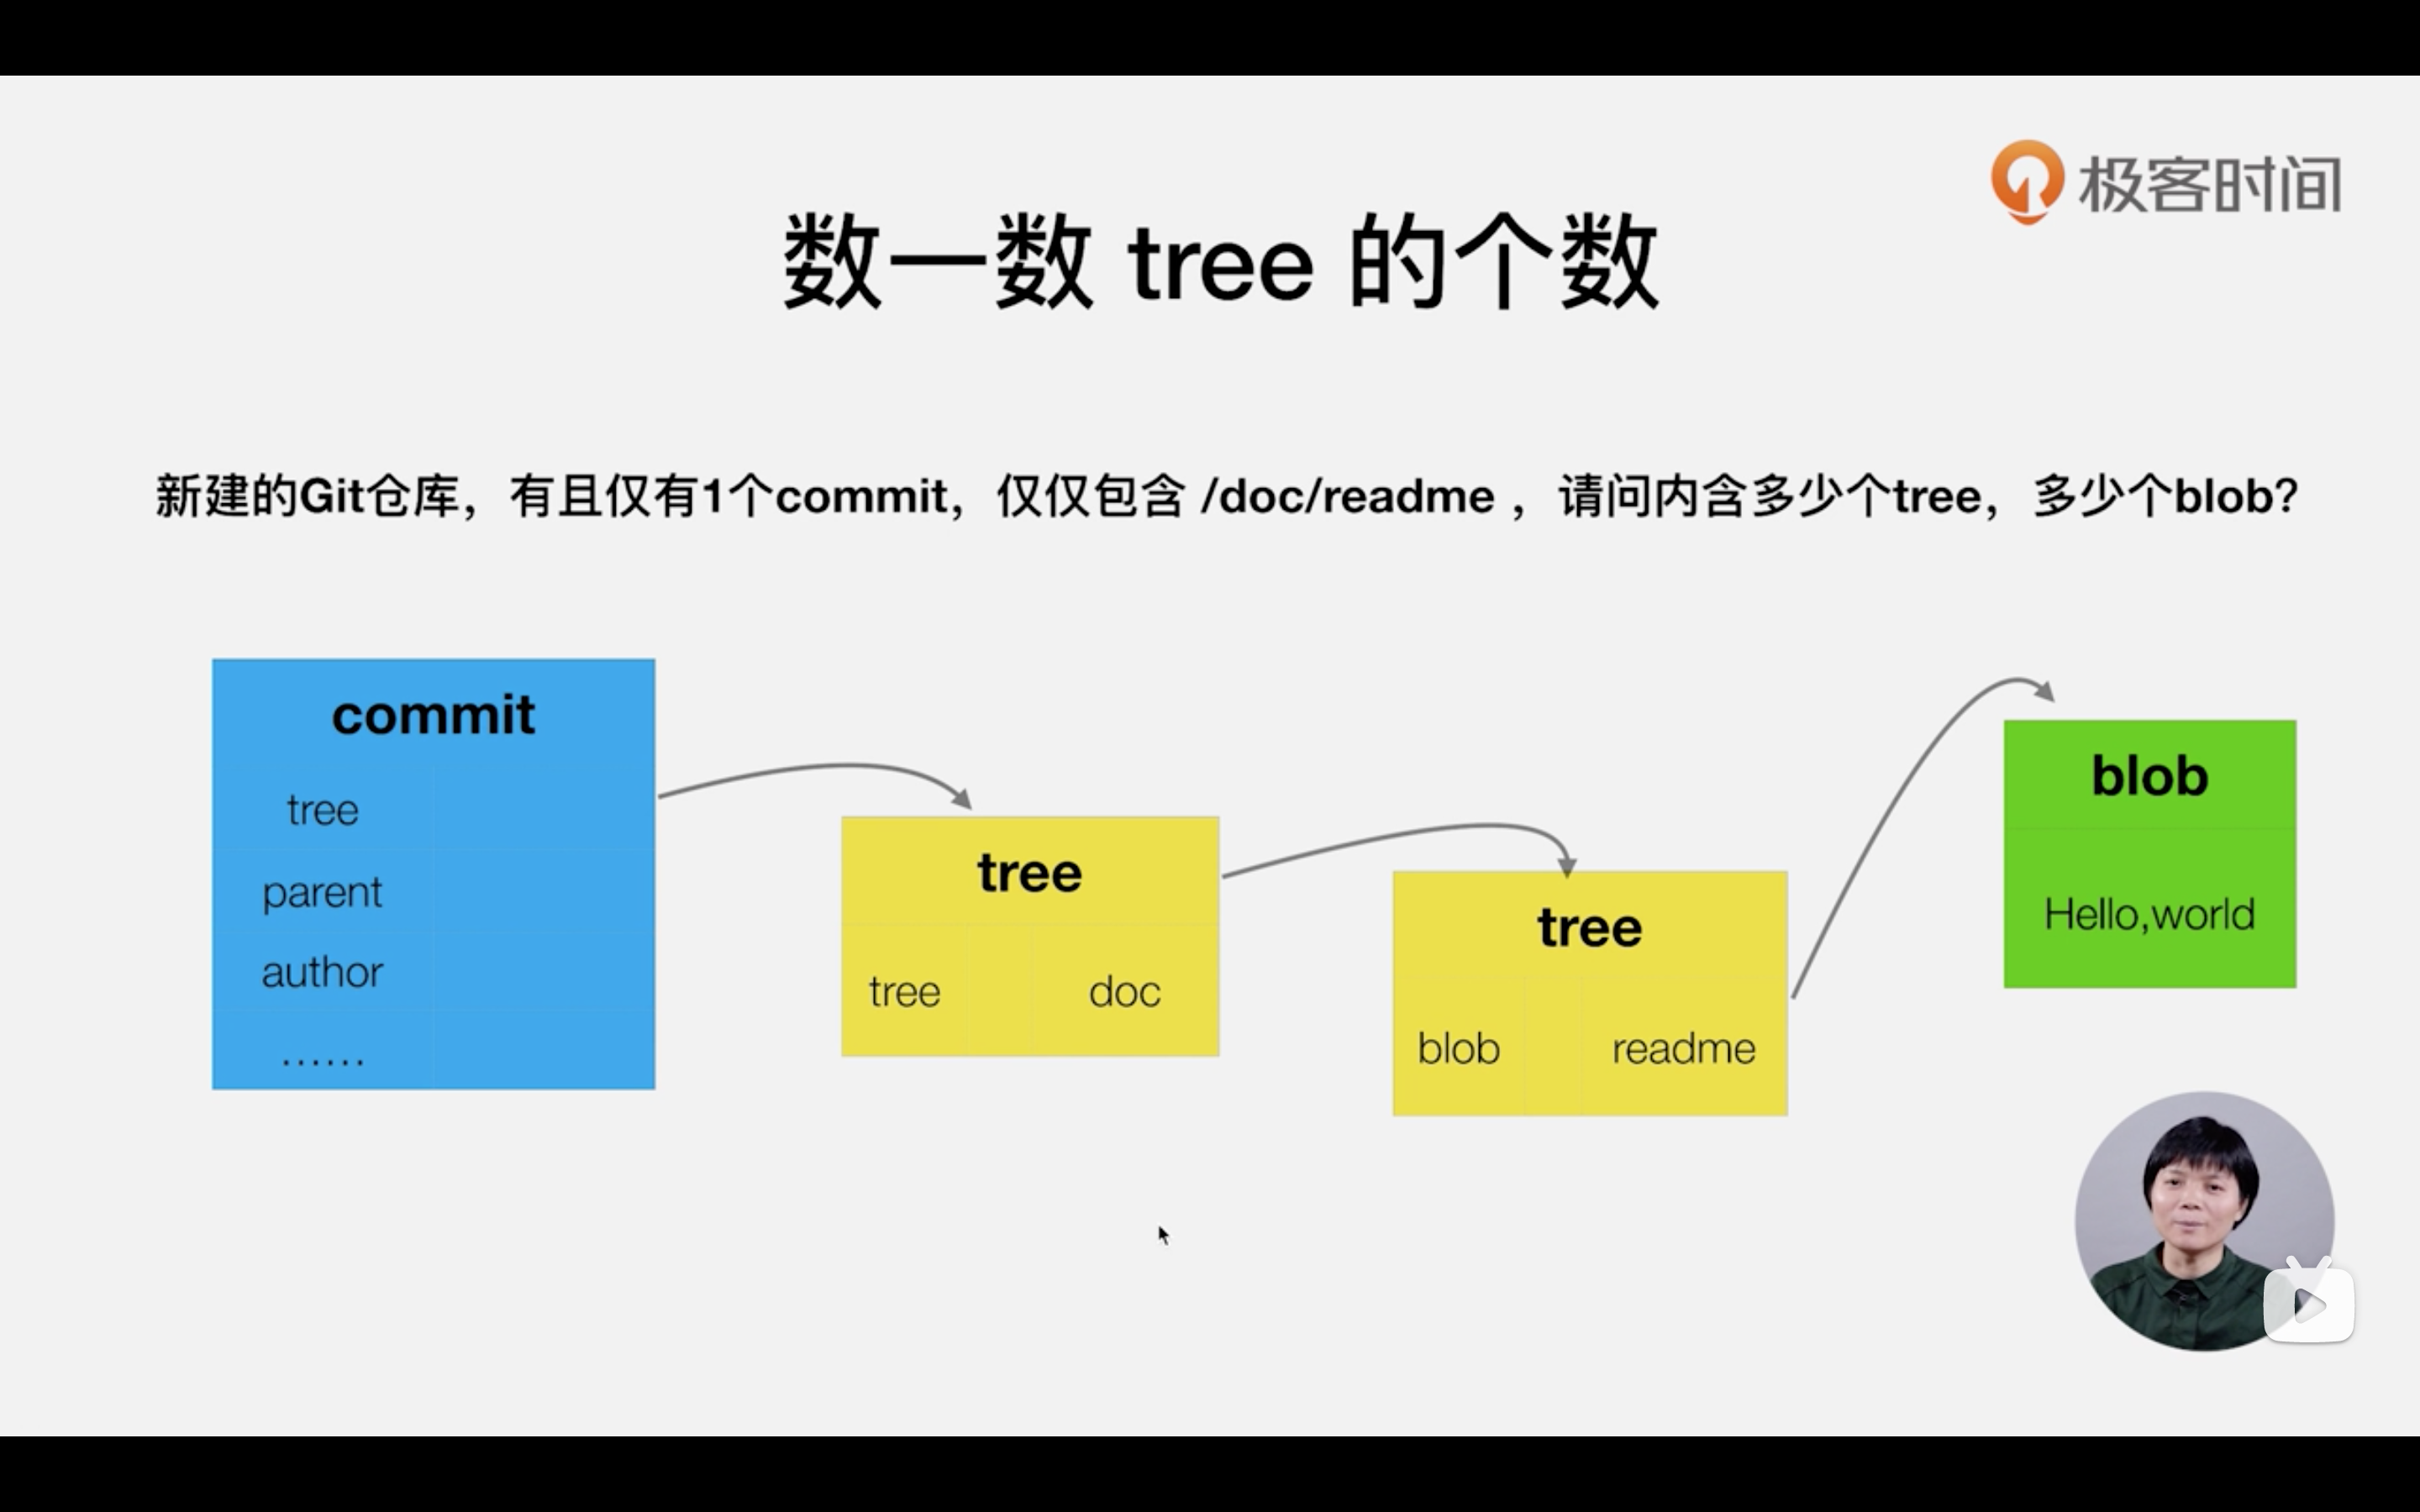 极客时间
数一数 tree 的个数
新建的Git仓库，有且仅有1个commit，仅仅包含 /doc/readme ，请问内含多少个tree，多少个blob？
commit
tree
parent
author
······
tree
tree doc
tree
blob readme
blob
Hello,world